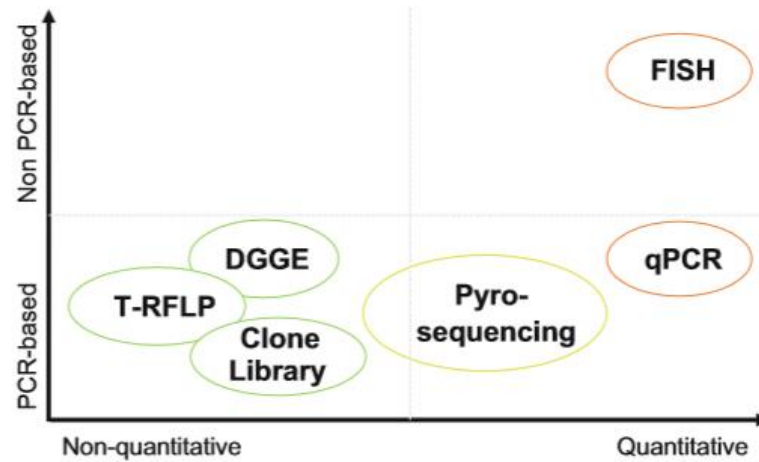 Non PCR-based
FISH
PCR-based
DGGE
qPCR
T-RFLP
Pyro-
sequencing
Clone
Library
Non-quantitative
Quantitative